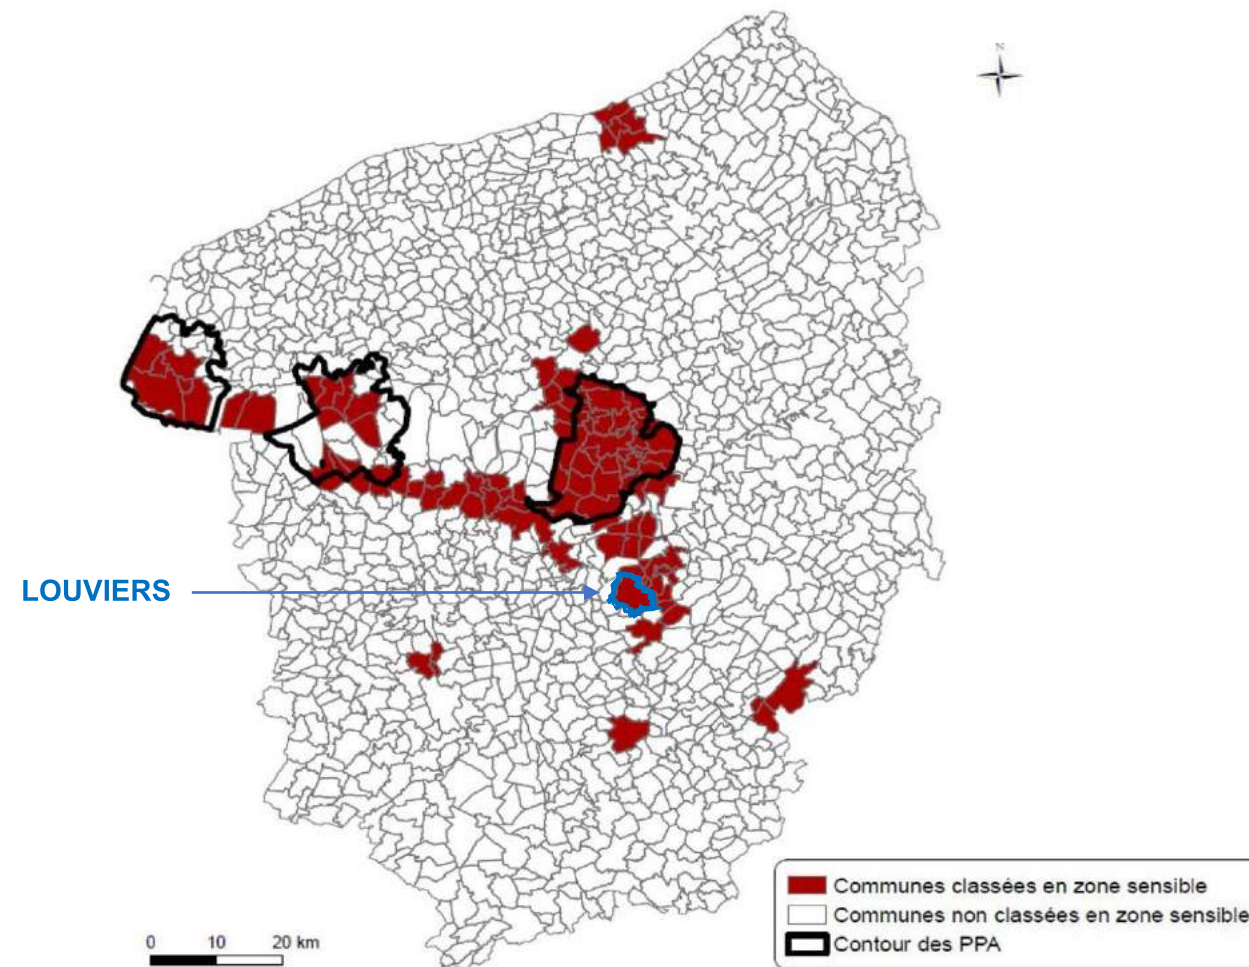 N
LOUVIERS
Communes classées en zone sensible
Communes non classées en zone sensible
Contour des PPA
0 10 20 km